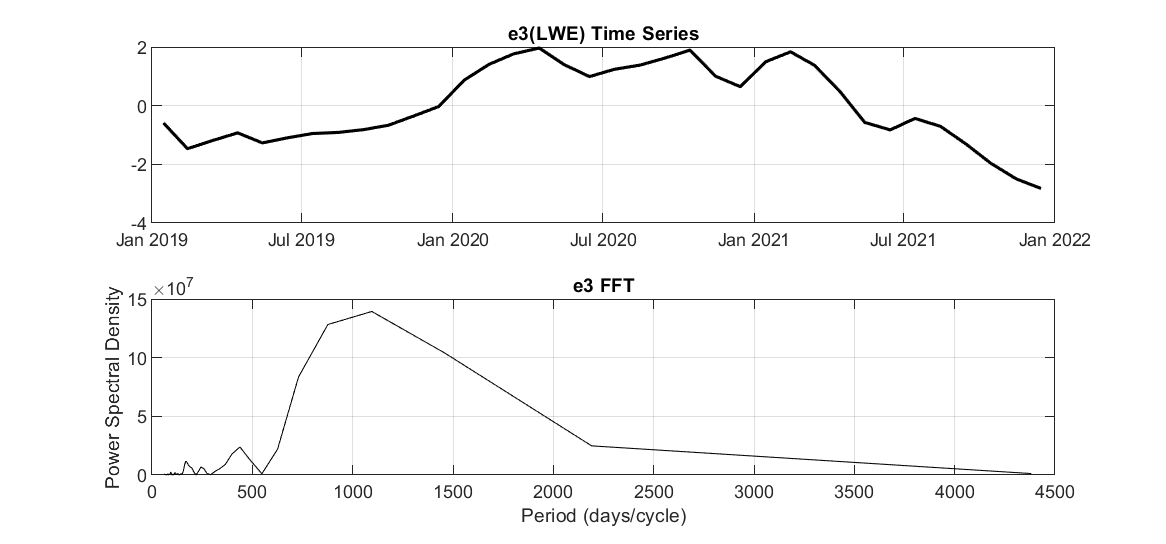 e3(LWE) Time Series
2
0
-2
-4
Jan 2019 Jul 2019 Jan 2020 Jul 2020 Jan 2021 Jul 2021 Jan 2022
e3 FFT
×10⁷
15
10
5
0
Power Spectral Density
0 500 1000 1500 2000 2500 3000 3500 4000 4500
Period (days/cycle)